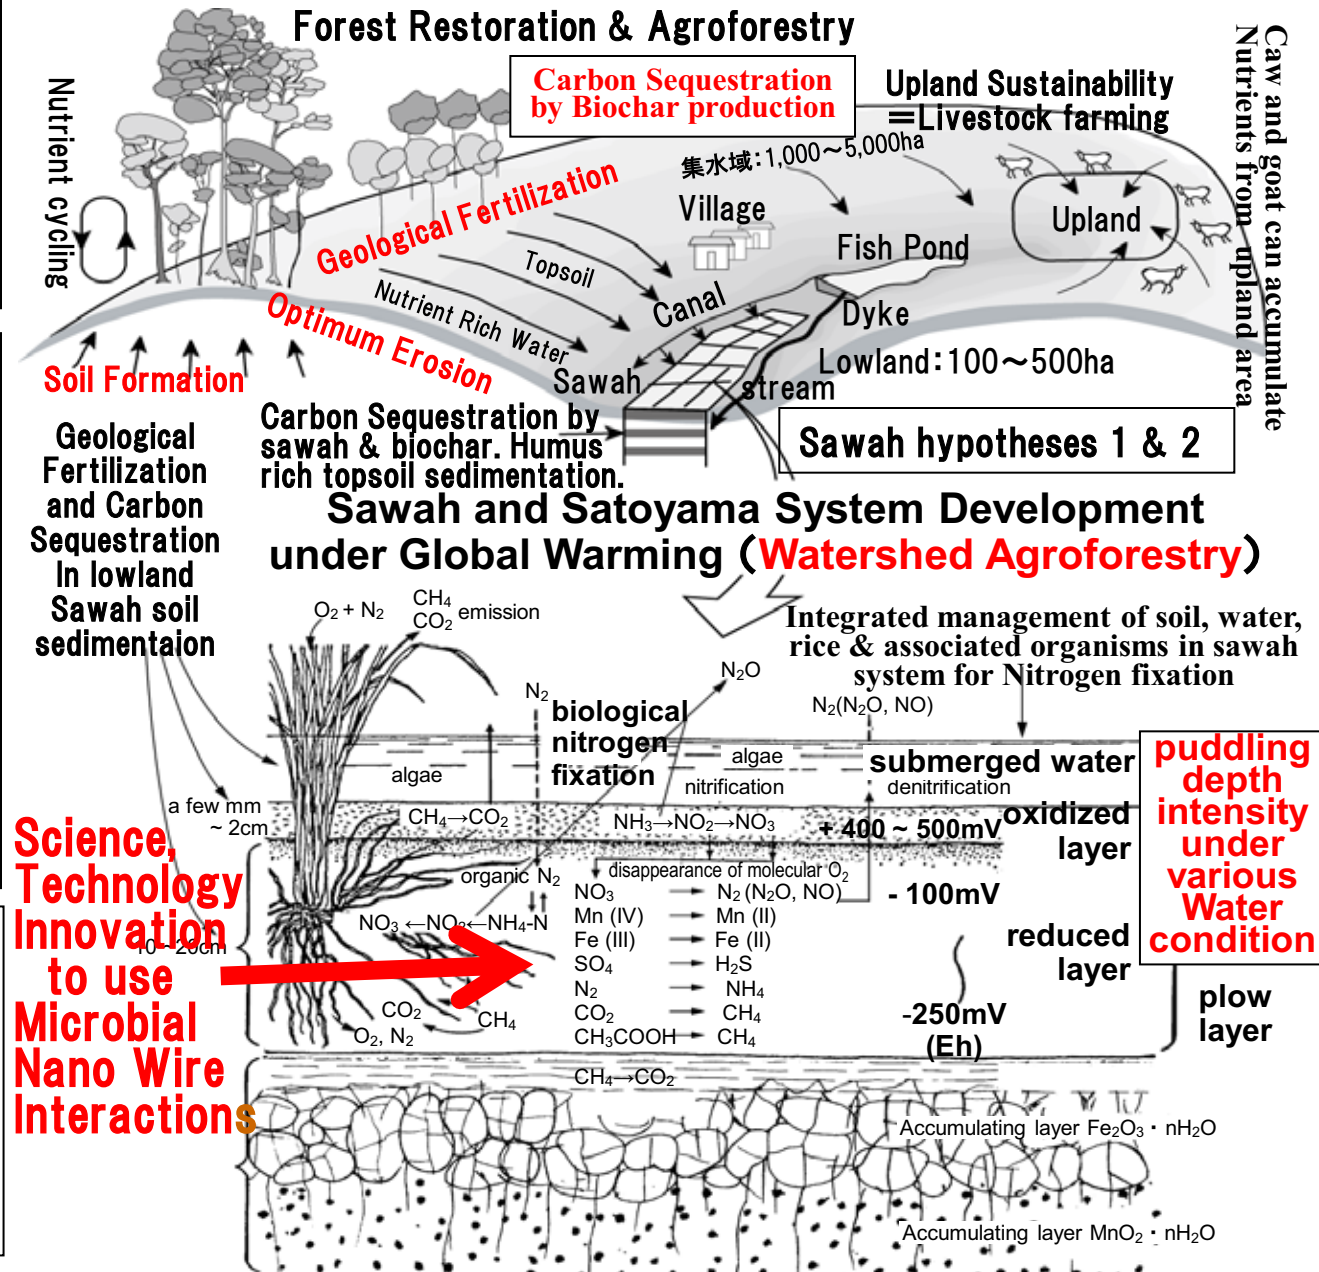 Forest Restoration & Agroforestry
Carbon Sequestration
by Biochar production
Upland Sustainability
=Livestock farming
Caw and goat can accumulate
Nutrients from upland area
Nutrient cycling
集水域：1,000～5,000ha
Village
Upland
Geological Fertilization
Topsoil
Nutrient Rich Water
Optimum Erosion
Canal
Fish Pond
Dyke
Lowland：100～500ha
Sawah
stream
Soil Formation
Geological
Fertilization
and Carbon
Sequestration
In lowland
Sawah soil
sedimentaion
Carbon Sequestration by
sawah & biochar. Humus
rich topsoil sedimentation.
Sawah hypotheses 1 & 2
Sawah and Satoyama System Development
under Global Warming (Watershed Agroforestry)
Integrated management of soil, water,
rice & associated organisms in sawah
system for Nitrogen fixation
O₂ + N₂
CH₄
CO₂
emission
N₂
biological
nitrogen
fixation
N₂O
N₂(N₂O, NO)
algae
algae
nitrification
submerged water
denitrification
a few mm
~ 2cm
CH₄→CO₂
NH₃→NO₂→NO₃
+ 400 ~ 500mV
oxidized
layer
puddling
depth
intensity
under
various
Water
condition
organic N₂
disappearance of molecular O₂
NO₃ → N₂ (N₂O, NO)
Mn (IV) → Mn (II)
Fe (III) → Fe (II)
SO₄ → H₂S
N₂ → NH₄
CO₂ → CH₄
CH₃COOH → CH₄
- 100mV
reduced
layer
-250mV
(Eh)
plow
layer
NO₃ ←NO₂←NH₄-N
10~20cm
CO₂
CH₄
O₂, N₂
Science,
Technology
Innovation
to use
Microbial
Nano Wire
Interactions
CH₄→CO₂
Accumulating layer Fe₂O₃・nH₂O
Accumulating layer MnO₂・nH₂O